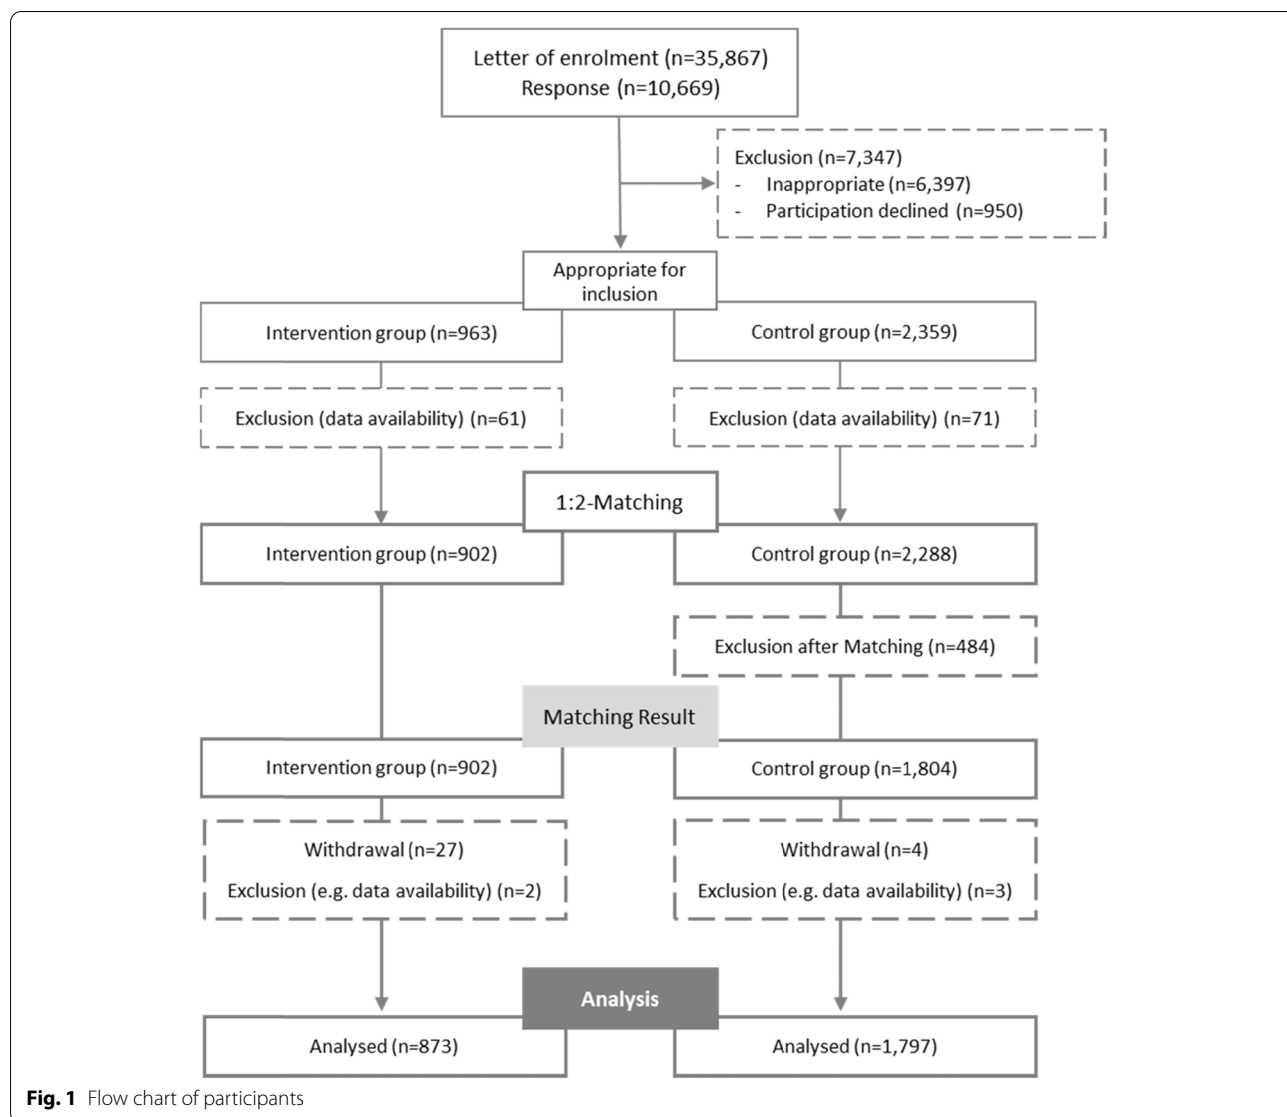 Letter of enrolment (n=35,867)
Response (n=10,669)
Exclusion (n=7,347)
- Inappropriate (n=6,397)
- Participation declined (n=950)
Appropriate for
inclusion
Intervention group (n=963)
Control group (n=2,359)
Exclusion (data availability) (n=61)
Exclusion (data availability) (n=71)
1:2-Matching
Intervention group (n=902)
Control group (n=2,288)
Exclusion after Matching (n=484)
Matching Result
Intervention group (n=902)
Control group (n=1,804)
Withdrawal (n=27)
Exclusion (e.g. data availability) (n=2)
Withdrawal (n=4)
Exclusion (e.g. data availability) (n=3)
Analysis
Analysed (n=873)
Analysed (n=1,797)
Fig. 1 Flow chart of participants